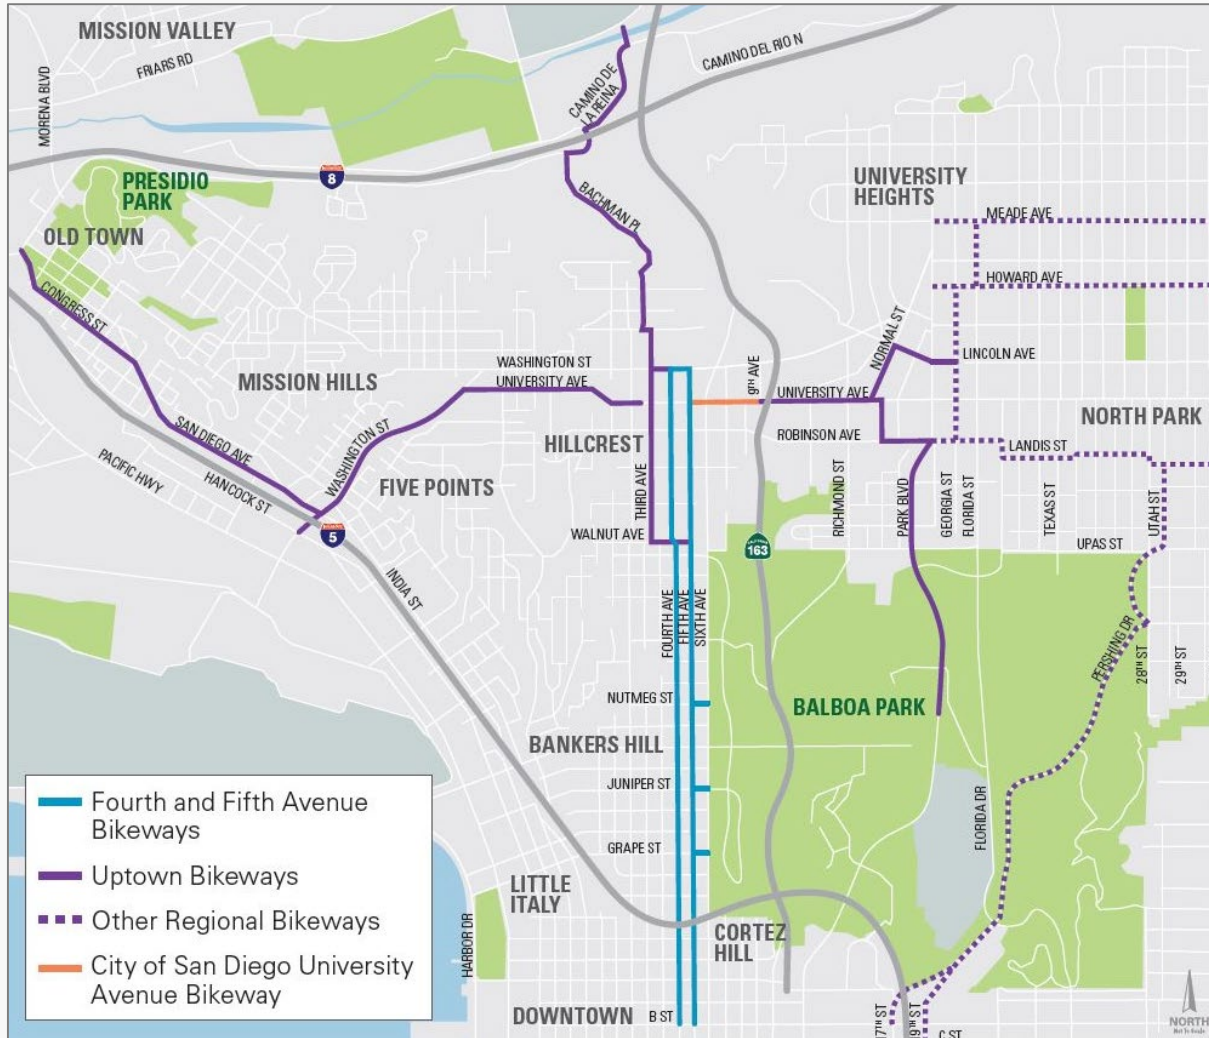 MISSION VALLEY
FRIARS RD
MORENA BLVD
CAMINO DE
LA REINA
CAMINO DEL RIO N
8
PRESIDIO
PARK
OLD TOWN
UNIVERSITY
HEIGHTS
BACHMAN PL
MEADE AVE
HOWARD AVE
CONGRESS ST
NORMAL ST
LINCOLN AVE
WASHINGTON ST
UNIVERSITY AVE
9TH AVE
UNIVERSITY AVE
MISSION HILLS
NORTH PARK
SAN DIEGO AVE
WASHINGTON ST
HILLCREST
ROBINSON AVE
LANDIS ST
PACIFIC HWY
HANCOCK ST
FIVE POINTS
THIRD AVE
RICHMOND ST
PARK BLVD
GEORGIA ST
FLORIDA ST
TEXAS ST
UTAH ST
5
WALNUT AVE
163
UPAS ST
INDIA ST
FOURTH AVE
FIFTH AVE
SIXTH AVE
PERSHING DR
28TH ST
29TH ST
NUTMEG ST
BALBOA PARK
BANKERS HILL
JUNIPER ST
FLORIDA DR
GRAPE ST
LITTLE
ITALY
HARBOR DR
CORTEZ
HILL
DOWNTOWN
B ST
17TH ST
19TH ST
C ST
Fourth and Fifth Avenue
Bikeways
Uptown Bikeways
Other Regional Bikeways
City of San Diego University
Avenue Bikeway
NORTH
Not To Scale